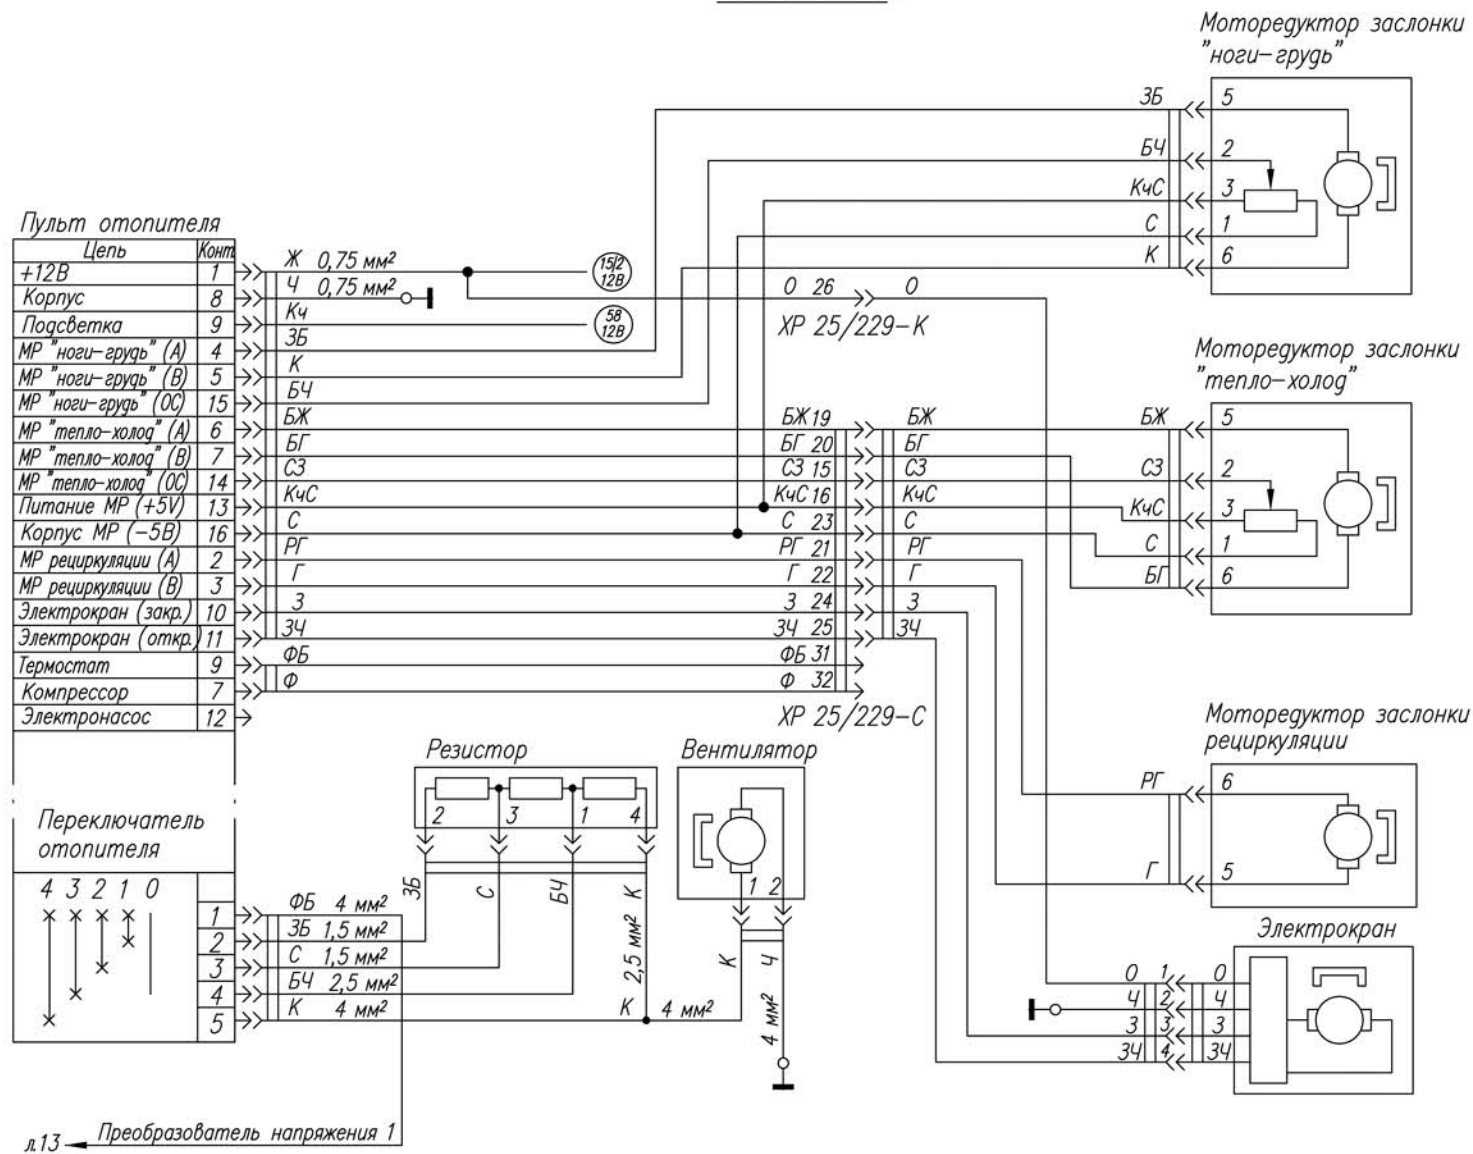 Моторедуктор заслонки
"ноги-грудь"
ЗБ 5
БЧ 2
КчС 3
С 1
К 6
Пульт отопителя
Цепь Конт.
+12В 1 Ж 0,75 мм² 15/2 12В
Корпус 8 Ч 0,75 мм²
О 26 О
ХР 25/229-К
Подсветка 9 Кч 58 12В
МР "ноги-грудь" (А) 4 ЗБ
МР "ноги-грудь" (В) 5 К
МР "ноги-грудь" (ОС) 15 БЧ
МР "тепло-холод" (А) 6 БЖ БЖ 19 БЖ
МР "тепло-холод" (В) 7 БГ БГ 20 БГ
МР "тепло-холод" (ОС) 14 СЗ СЗ 15 СЗ
Питание МР (+5V) 13 КчС КчС 16 КчС
Корпус МР (-5В) 16 С С 23 С
МР рециркуляции (А) 2 РГ РГ 21 РГ
МР рециркуляции (В) 3 Г Г 22 Г
Электрокран (закр.) 10 З З 24 З
Электрокран (откр.) 11 ЗЧ ЗЧ 25 ЗЧ
Термостат 9 ФБ ФБ 31
Компрессор 7 Ф Ф 32
Электронасос 12
ХР 25/229-С
Моторедуктор заслонки
"тепло-холод"
БЖ 5
СЗ 2
КчС 3
С 1
БГ 6
Моторедуктор заслонки
рециркуляции
РГ 6
Г 5
Резистор
2 3 1 4
ЗБ С БЧ К
2,5 мм²
Вентилятор
1 2
К Ч
4 мм²
Переключатель
отопителя
4 3 2 1 0
1 ФБ 4 мм²
2 ЗБ 1,5 мм²
3 С 1,5 мм²
4 БЧ 2,5 мм²
5 К 4 мм² К 4 мм²
Электрокран
О 1 О
Ч 2 Ч
З 3 З
ЗЧ 4 ЗЧ
л.13 Преобразователь напряжения 1